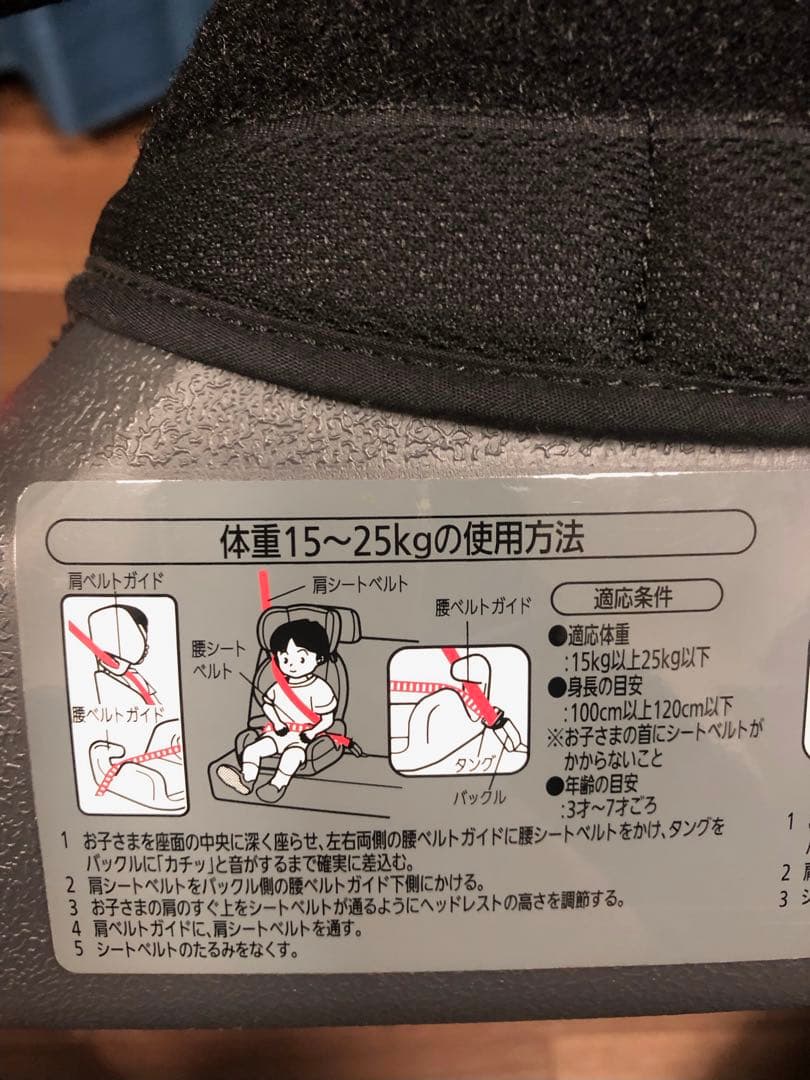 体重15～25kgの使用方法
肩ベルトガイド
腰ベルトガイド
肩シートベルト
腰シート
ベルト
腰ベルトガイド
タング
バックル
適応条件
●適応体重
:15kg以上25kg以下
●身長の目安
:100cm以上120cm以下
※お子さまの首にシートベルトが
かからないこと
●年齢の目安
:3才～7才ごろ
1 お子さまを座面の中央に深く座らせ、左右両側の腰ベルトガイドに腰シートベルトをかけ、タングを
バックルに「カチッ」と音がするまで確実に差込む。
2 肩シートベルトをバックル側の腰ベルトガイド下側にかける。
3 お子さまの肩のすぐ上をシートベルトが通るようにヘッドレストの高さを調節する。
4 肩ベルトガイドに、肩シートベルトを通す。
5 シートベルトのたるみをなくす。
1
2 肩
3 シ